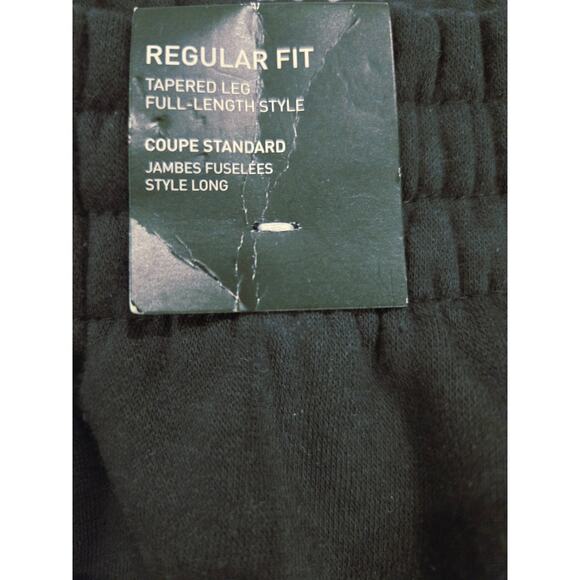 REGULAR FIT
TAPERED LEG
FULL-LENGTH STYLE
COUPE STANDARD
JAMBES FUSELÉES
STYLE LONG